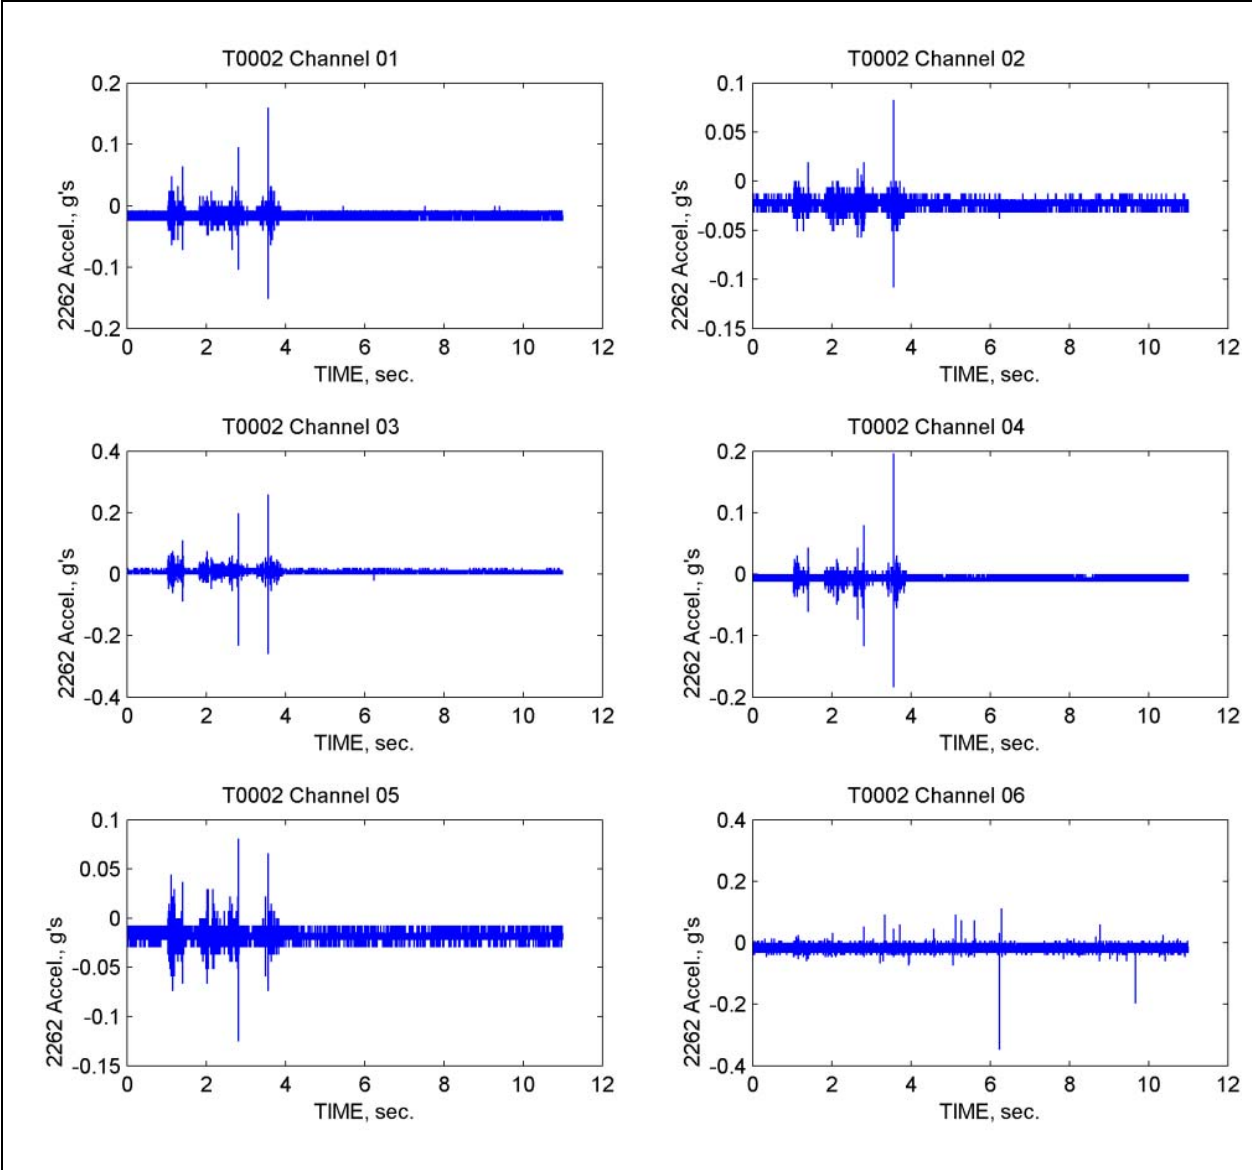 T0002 Channel 01
T0002 Channel 02
0.2
0.1
0
-0.1
-0.2
2262 Accel., g's
0 2 4 6 8 10 12
TIME, sec.
0.1
0.05
0
-0.05
-0.1
-0.15
2262 Accel., g's
0 2 4 6 8 10 12
TIME, sec.
T0002 Channel 03
T0002 Channel 04
0.4
0.2
0
-0.2
-0.4
2262 Accel., g's
0 2 4 6 8 10 12
TIME, sec.
0.2
0.1
0
-0.1
-0.2
2262 Accel., g's
0 2 4 6 8 10 12
TIME, sec.
T0002 Channel 05
T0002 Channel 06
0.1
0.05
0
-0.05
-0.1
-0.15
2262 Accel., g's
0 2 4 6 8 10 12
TIME, sec.
0.4
0.2
0
-0.2
-0.4
2262 Accel., g's
0 2 4 6 8 10 12
TIME, sec.